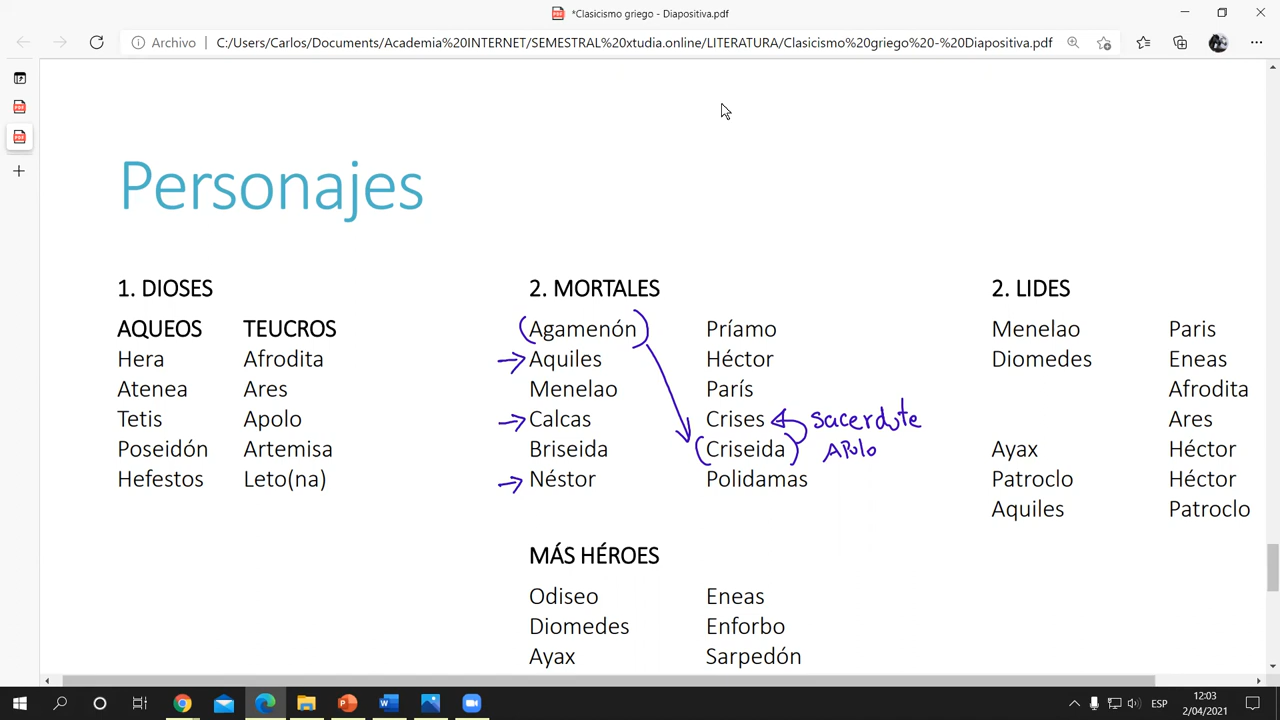 *Clasicismo griego - Diapositiva.pdf
Archivo C:/Users/Carlos/Documents/Academia%20INTERNET/SEMESTRAL%20xtudia.online/LITERATURA/Clasicismo%20griego%20-%20Diapositiva.pdf
Personajes
1. DIOSES
AQUEOS TEUCROS
Hera Afrodita
Atenea Ares
Tetis Apolo
Poseidón Artemisa
Hefestos Leto(na)
2. MORTALES
(Agamenón) Príamo
Aquiles Héctor
Menelao París
Calcas Crises sacerdote
Briseida (Criseida) APolo
Néstor Polidamas
MÁS HÉROES
Odiseo Eneas
Diomedes Enforbo
Ayax Sarpedón
2. LIDES
Menelao Paris
Diomedes Eneas
Afrodita
Ares
Ayax Héctor
Patroclo Héctor
Aquiles Patroclo
ESP
12:03
2/04/2021